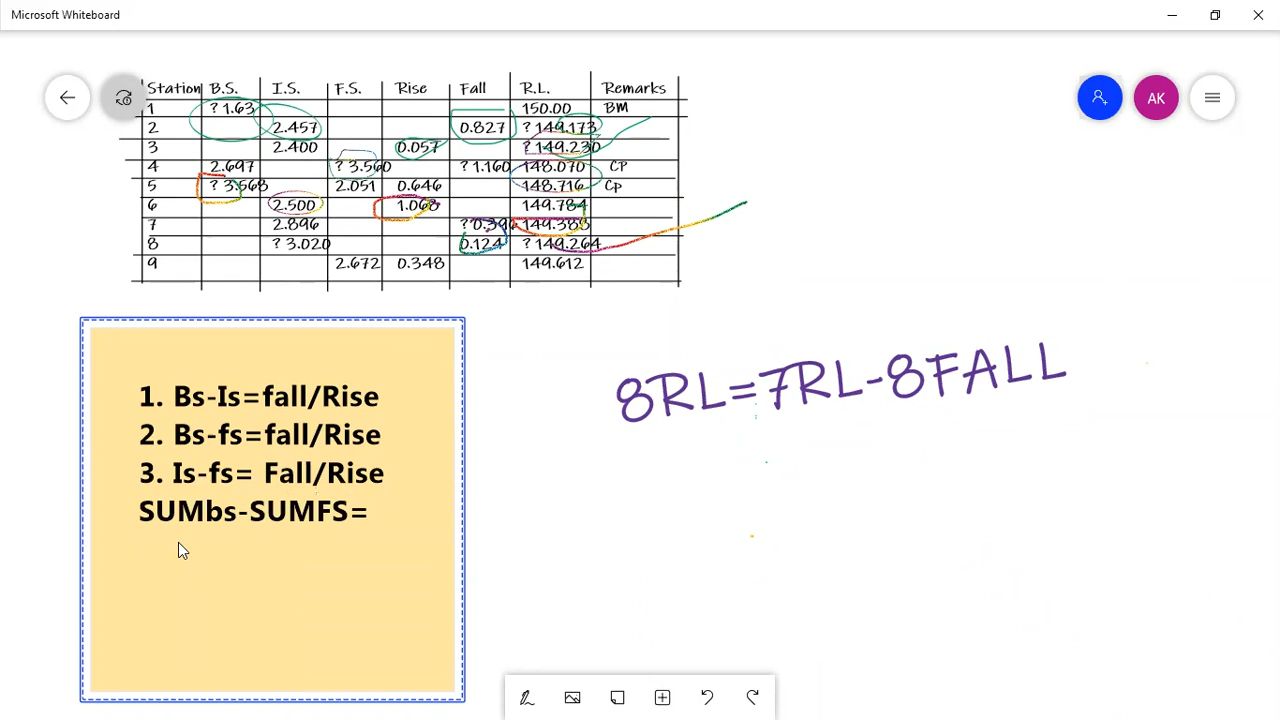 Microsoft Whiteboard
Station B.S. I.S. F.S. Rise Fall R.L. Remarks
1 ? 1.63 150.00 BM
2 2.457 0.827 ? 149.173
3 2.400 0.057 ? 149.230
4 2.697 ? 3.560 ? 1.160 148.070 CP
5 ? 3.568 2.051 0.646 148.716 Cp
6 2.500 1.068 149.784
7 2.896 ? 0.396 149.388
8 ? 3.020 0.124 ? 149.264
9 2.672 0.348 149.612
AK
8RL=7RL-8FALL
1. Bs-Is=fall/Rise
2. Bs-fs=fall/Rise
3. Is-fs= Fall/Rise
SUMbs-SUMFS=